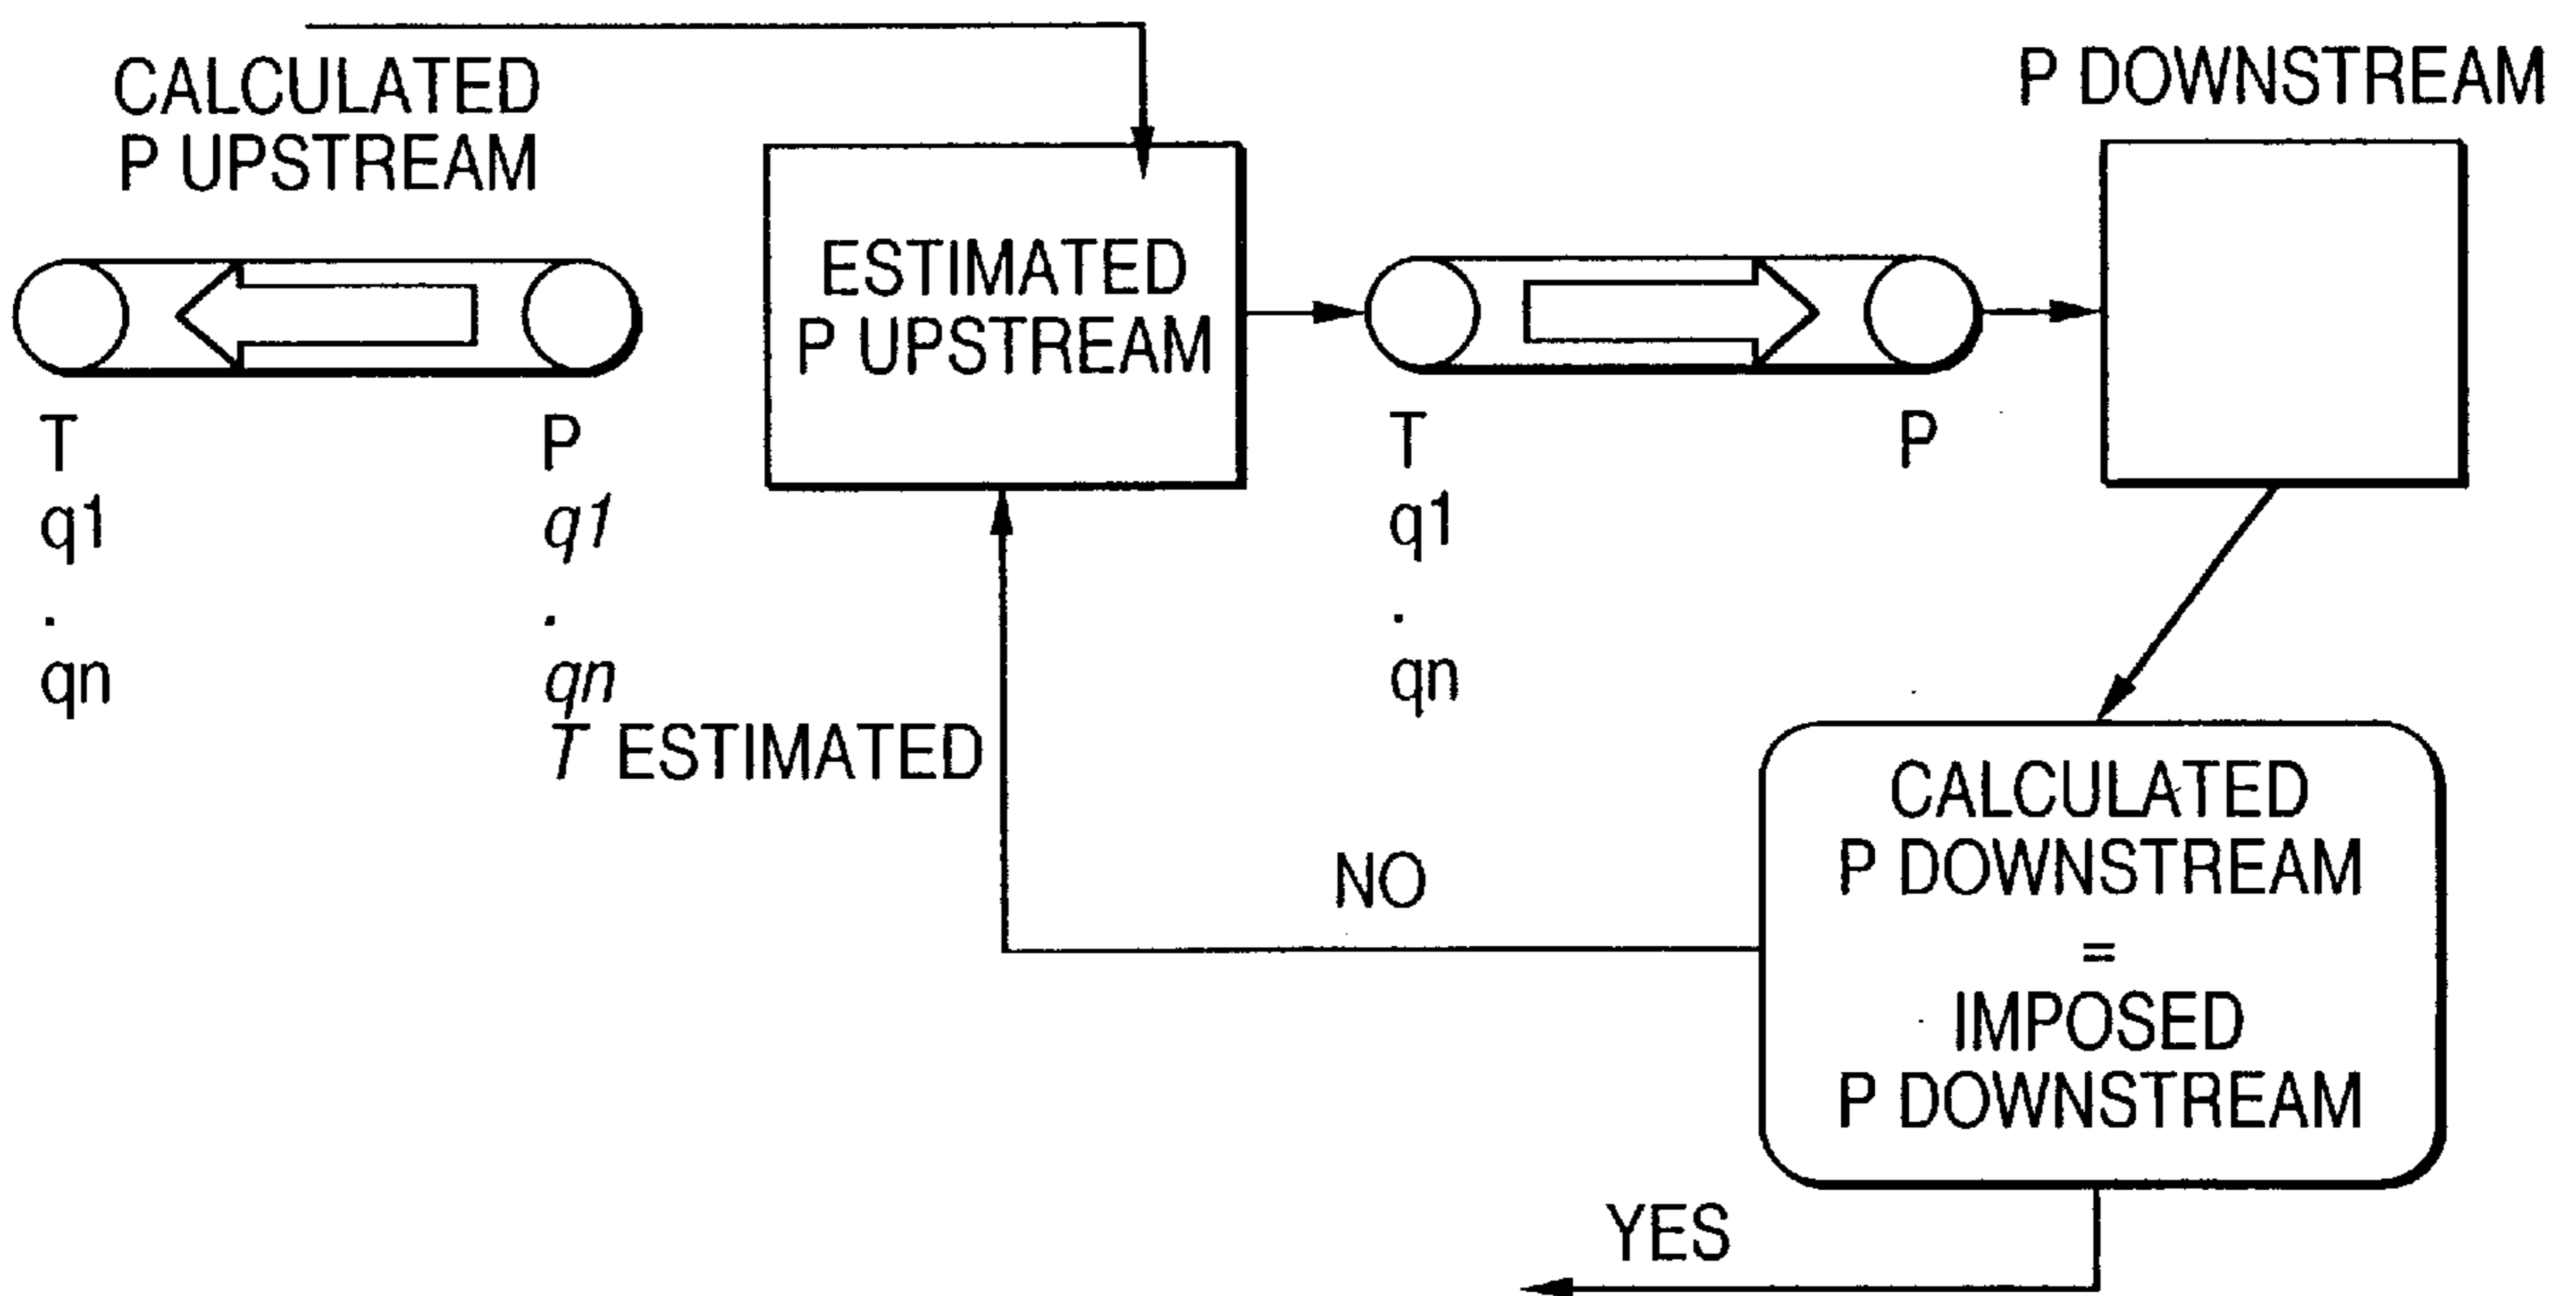 CALCULATED
P UPSTREAM
P DOWNSTREAM
ESTIMATED
P UPSTREAM
T
q1
.
qn
P
q1
.
qn
T ESTIMATED
T
q1
.
qn
P
NO
CALCULATED
P DOWNSTREAM
=
IMPOSED
P DOWNSTREAM
YES